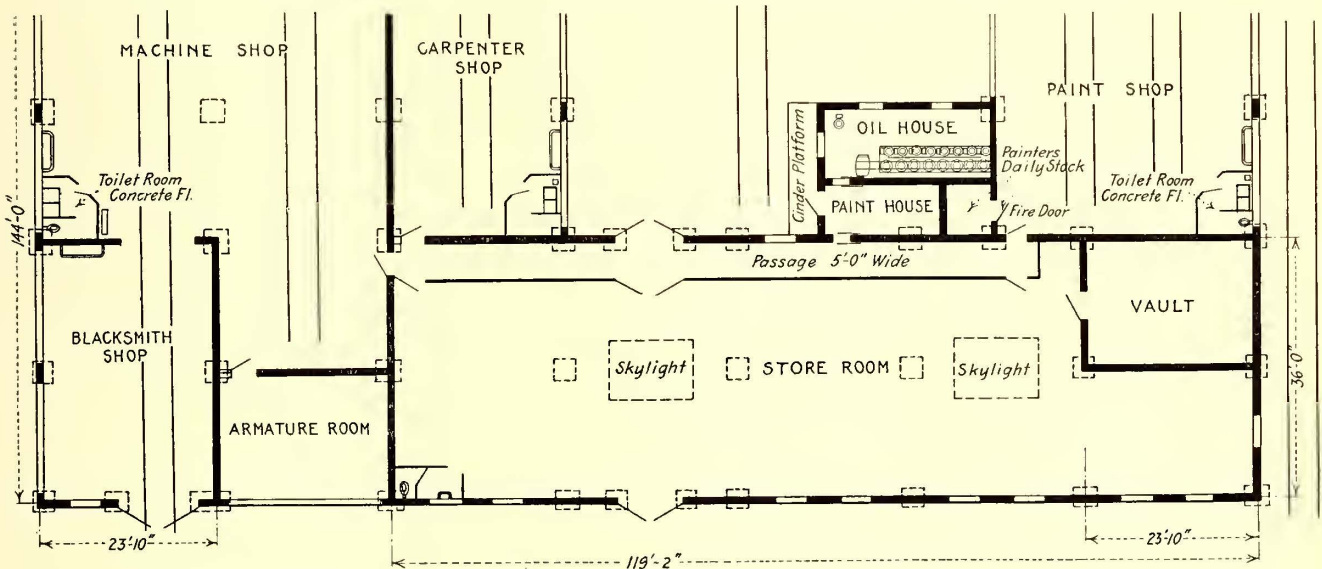 MACHINE SHOP
CARPENTER
SHOP
PAINT SHOP
Cinder Platform
OIL HOUSE
Painters
Daily Stock
Toilet Room
Concrete Fl.
Toilet Room
Concrete Fl.
PAINT HOUSE
Fire Door
144'-0"
Passage 5'-0" Wide
VAULT
BLACKSMITH
SHOP
Skylight
STORE ROOM
Skylight
36'-0"
ARMATURE ROOM
23'-10"
23'-10"
119'-2"